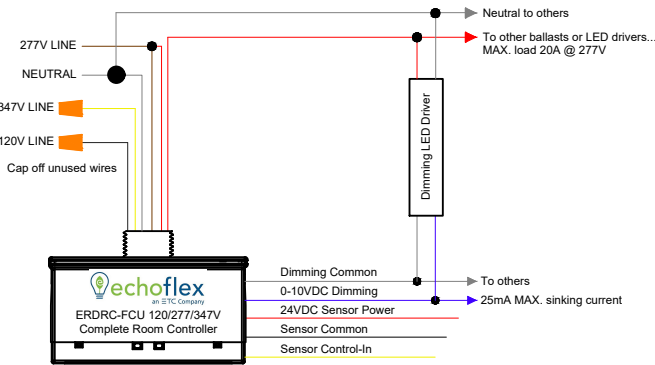 Neutral to others
To other ballasts or LED drivers...
MAX. load 20A @ 277V
277V LINE
NEUTRAL
347V LINE
120V LINE
Cap off unused wires
Dimming LED Driver
echoflex
an ETC Company
ERDRC-FCU 120/277/347V
Complete Room Controller
Dimming Common
0-10VDC Dimming
24VDC Sensor Power
Sensor Common
Sensor Control-In
To others
25mA MAX. sinking current